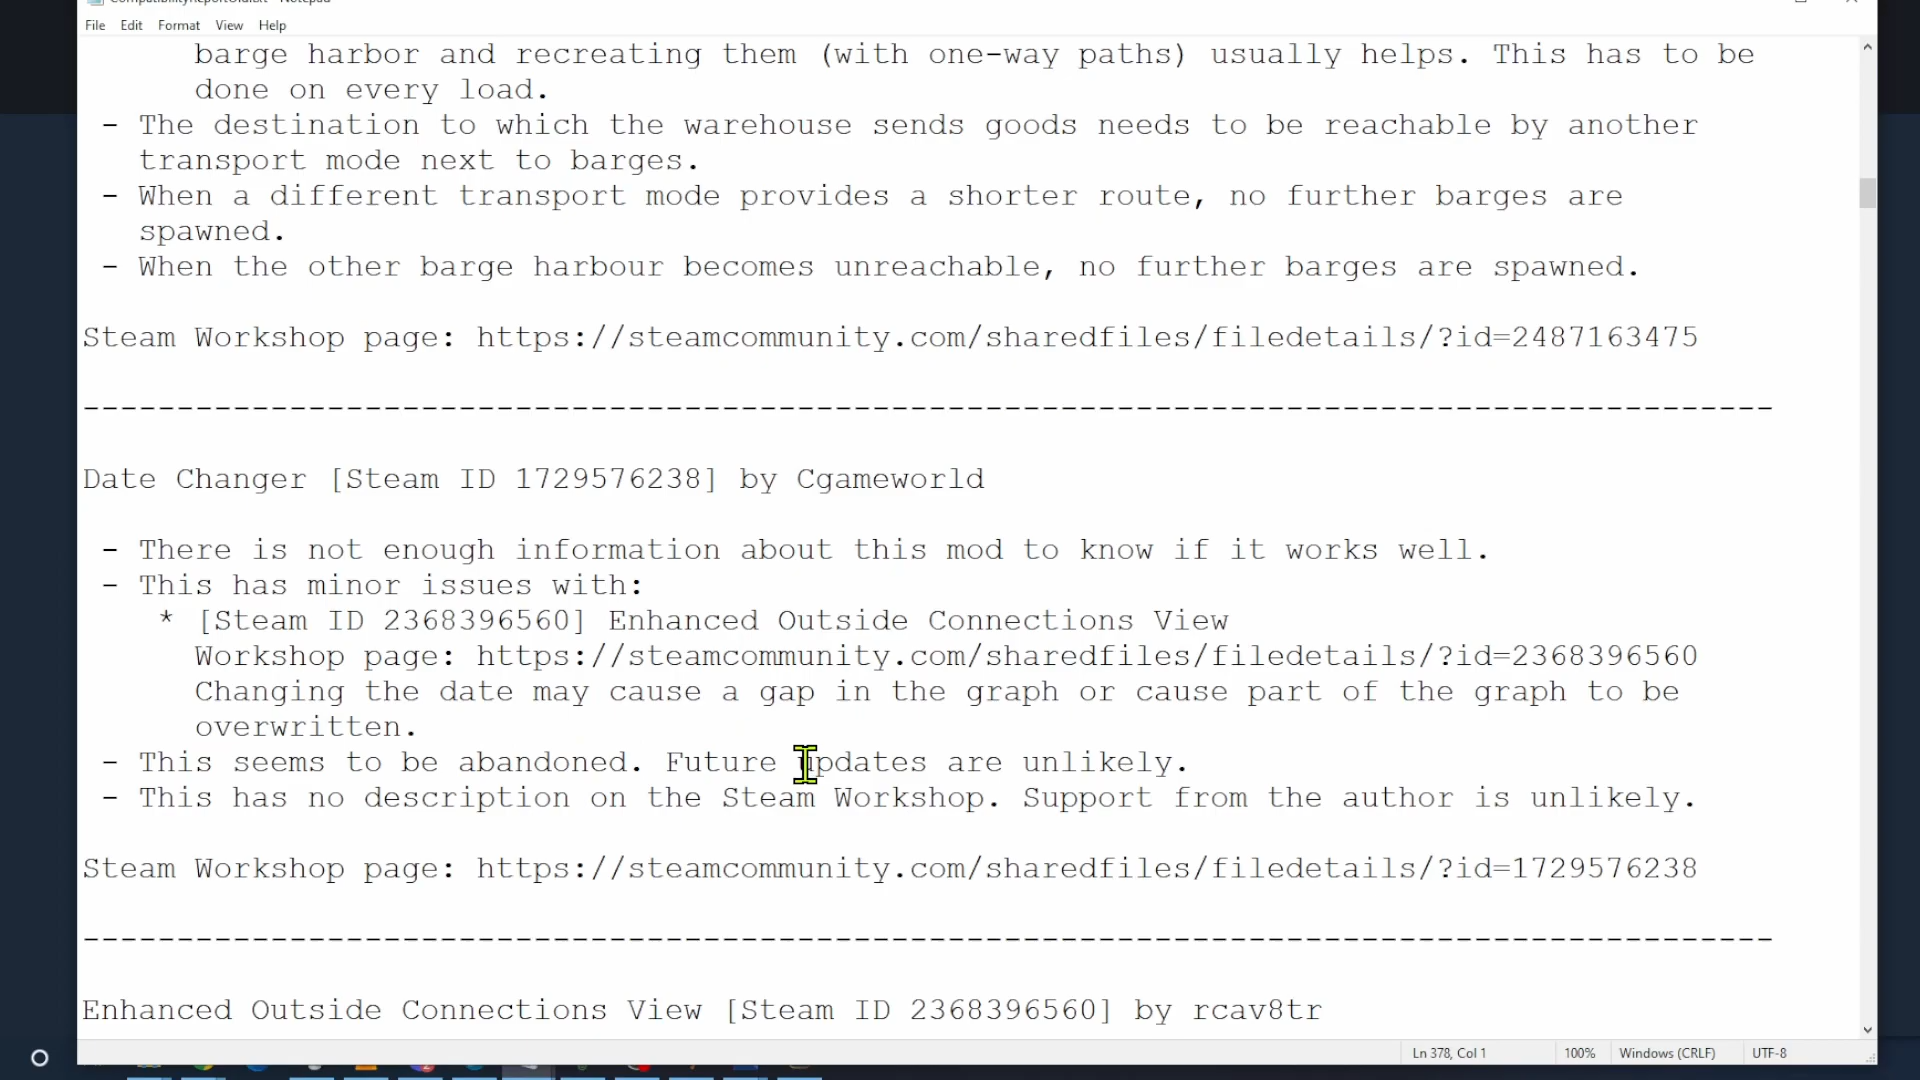 File Edit Format View Help
barge harbor and recreating them (with one-way paths) usually helps. This has to be
done on every load.
- The destination to which the warehouse sends goods needs to be reachable by another
transport mode next to barges.
- When a different transport mode provides a shorter route, no further barges are
spawned.
- When the other barge harbour becomes unreachable, no further barges are spawned.
Steam Workshop page: https://steamcommunity.com/sharedfiles/filedetails/?id=2487163475
------------------------------------------------------------------------------------------
Date Changer [Steam ID 1729576238] by Cgameworld
- There is not enough information about this mod to know if it works well.
- This has minor issues with:
* [Steam ID 2368396560] Enhanced Outside Connections View
Workshop page: https://steamcommunity.com/sharedfiles/filedetails/?id=2368396560
Changing the date may cause a gap in the graph or cause part of the graph to be
overwritten.
- This seems to be abandoned. Future updates are unlikely.
- This has no description on the Steam Workshop. Support from the author is unlikely.
Steam Workshop page: https://steamcommunity.com/sharedfiles/filedetails/?id=1729576238
------------------------------------------------------------------------------------------
Enhanced Outside Connections View [Steam ID 2368396560] by rcav8tr
Ln 378, Col 1 100% Windows (CRLF) UTF-8